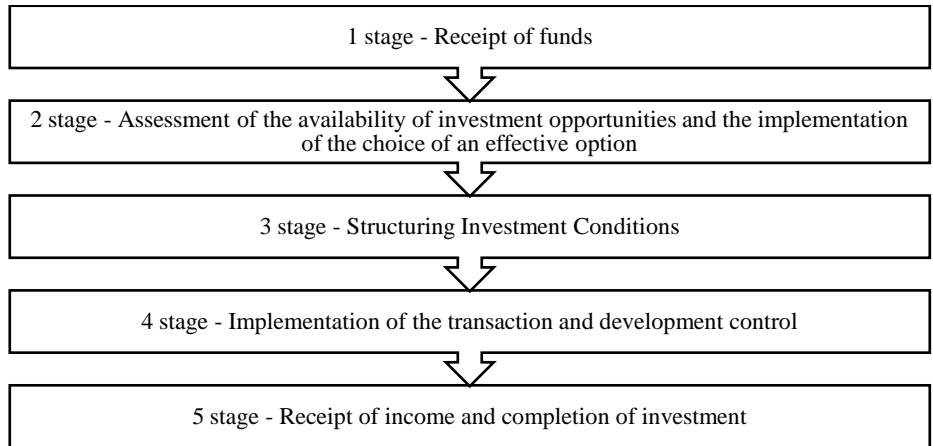 1 stage - Receipt of funds
2 stage - Assessment of the availability of investment opportunities and the implementation
of the choice of an effective option
3 stage - Structuring Investment Conditions
4 stage - Implementation of the transaction and development control
5 stage - Receipt of income and completion of investment